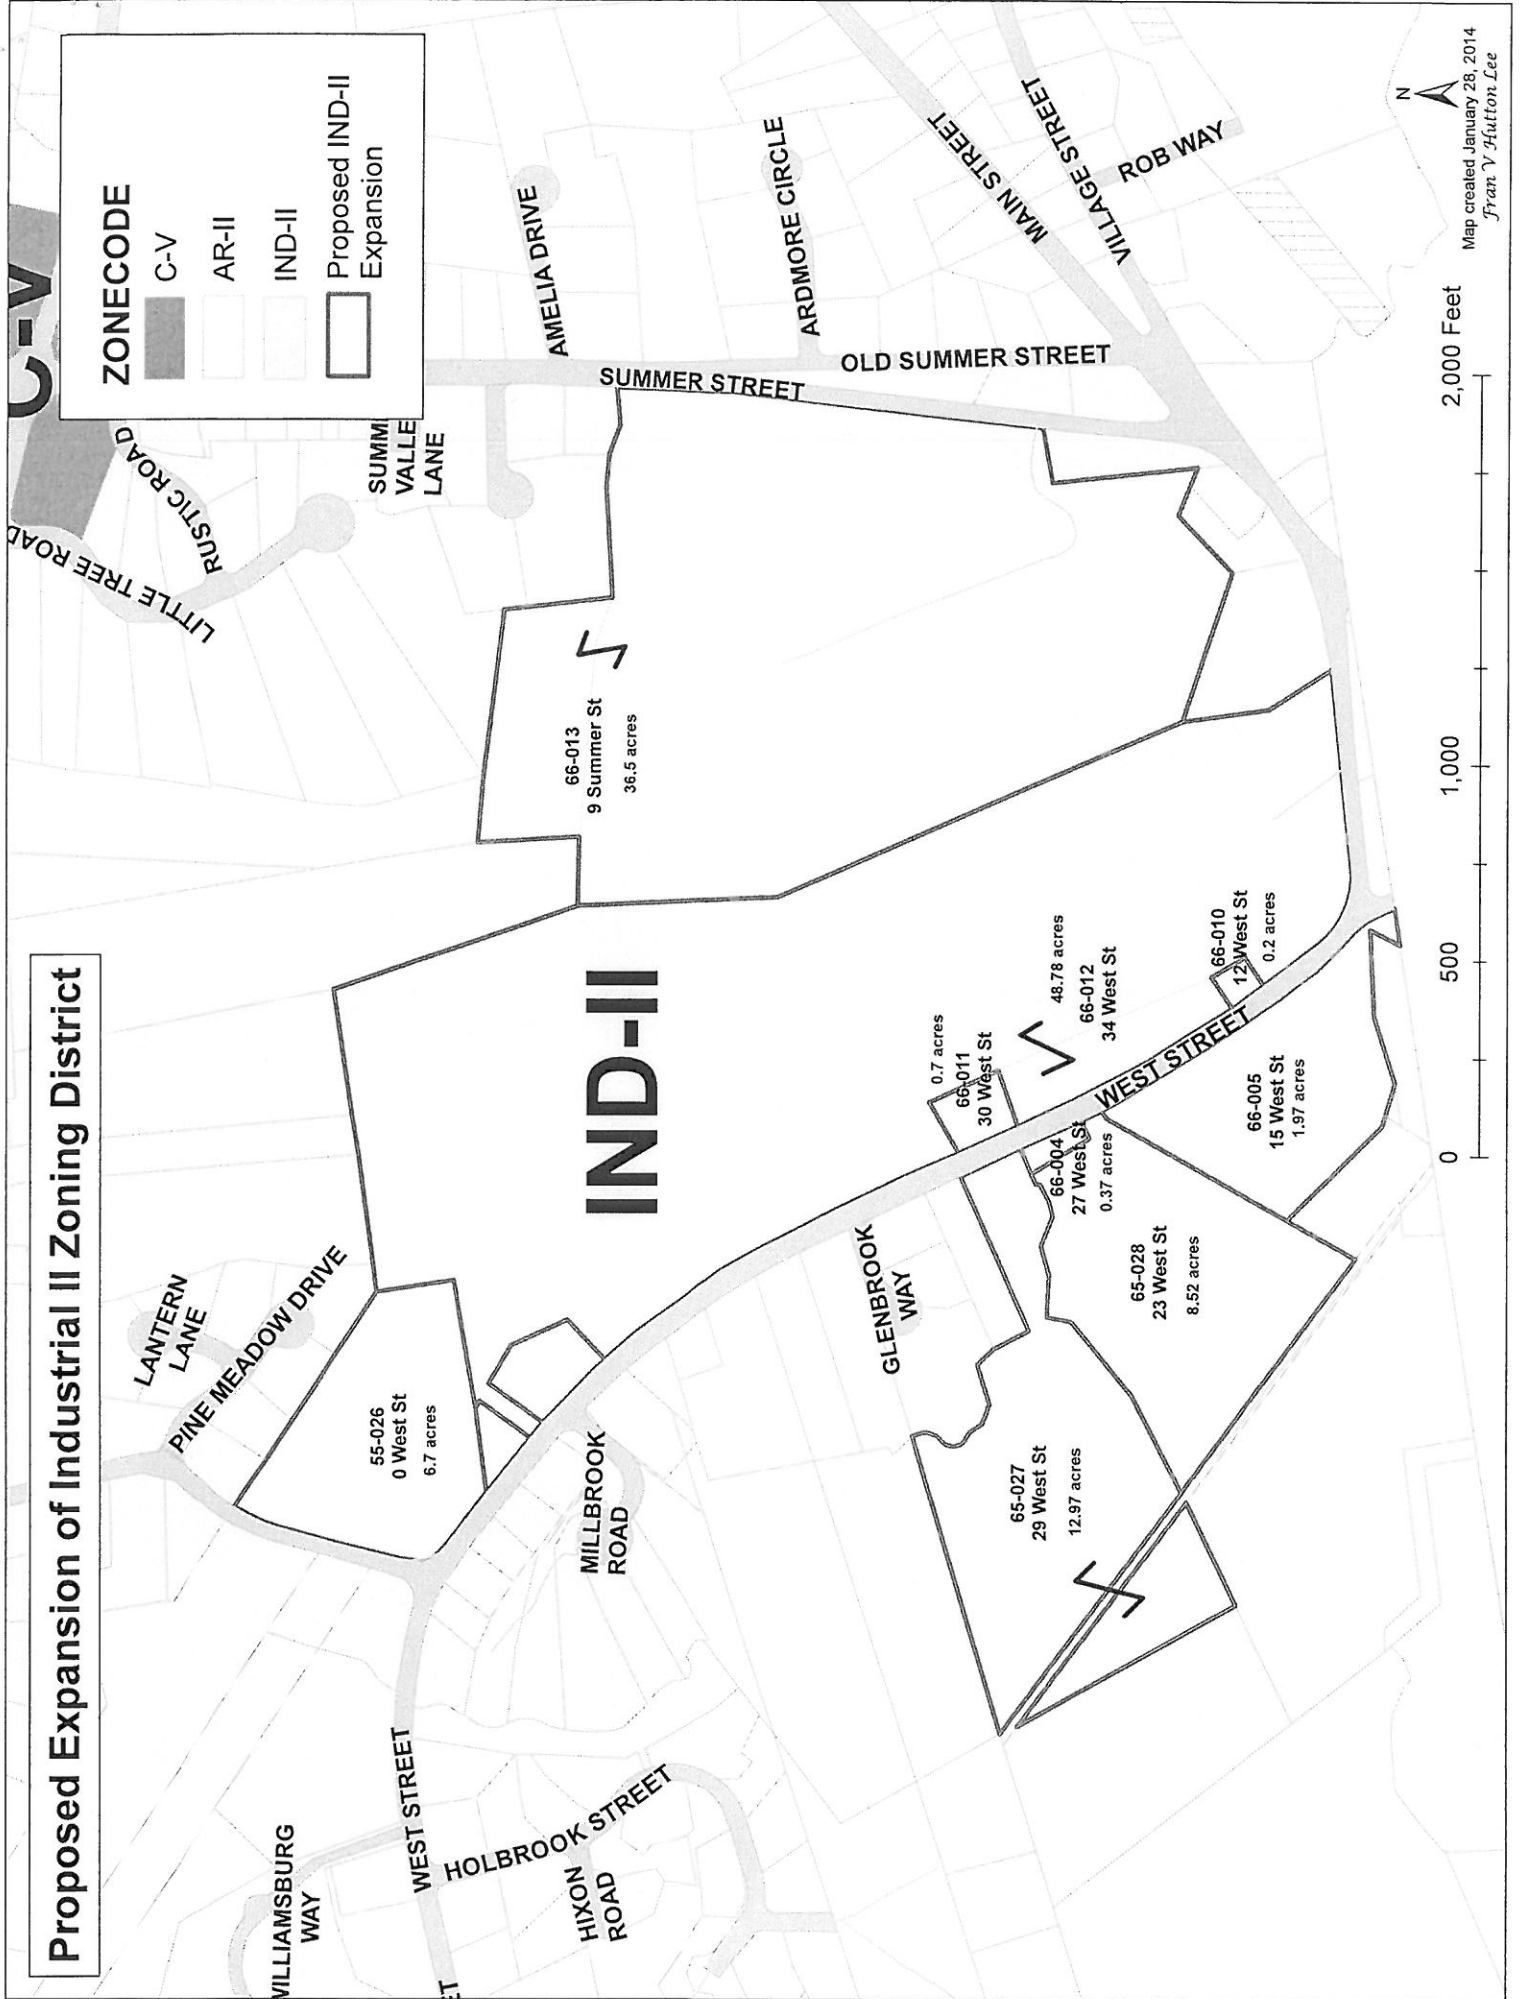 Proposed Expansion of Industrial II Zoning District
C-V
ZONECODE
C-V
AR-II
IND-II
Proposed IND-II
Expansion
LITTLE TREE ROAD
RUSTIC ROAD
SUMM
VALLE
LANE
AMELIA DRIVE
SUMMER STREET
ARDMORE CIRCLE
OLD SUMMER STREET
MAIN STREET
VILLAGE STREET
ROB WAY
LANTERN
LANE
PINE MEADOW DRIVE
WILLIAMSBURG
WAY
WEST STREET
ET
HOLBROOK STREET
HIXON
ROAD
MILLBROOK
ROAD
55-026
0 West St
6.7 acres
IND-II
66-013
9 Summer St
36.5 acres
GLENBROOK
WAY
0.7 acres
66-011
30 West St
48.78 acres
66-012
34 West St
66-010
12 West St
0.2 acres
WEST STREET
66-004
27 West St
0.37 acres
66-005
15 West St
1.97 acres
65-028
23 West St
8.52 acres
65-027
29 West St
12.97 acres
0
500
1,000
2,000 Feet
N
Map created January 28, 2014
Fran V Hutton Lee